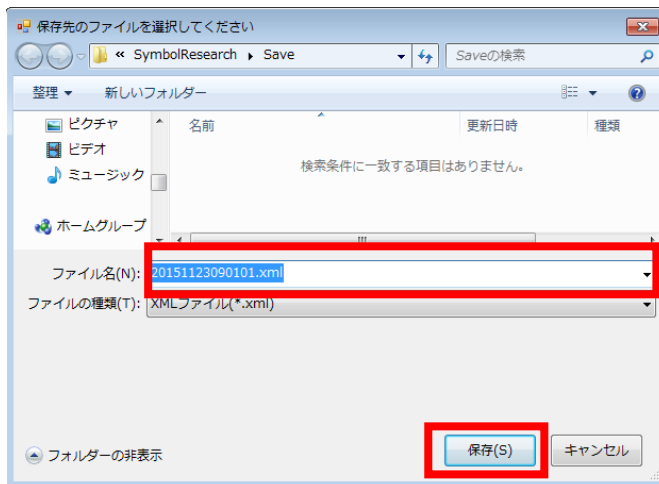 保存先のファイルを選択してください
« SymbolResearch Save
Saveの検索
整理
新しいフォルダー
ピクチャ
ビデオ
ミュージック
ホームグループ
名前
更新日時
種類
検索条件に一致する項目はありません。
ファイル名(N): 20151123090101.xml
ファイルの種類(T): XMLファイル(*.xml)
フォルダーの非表示
保存(S)
キャンセル